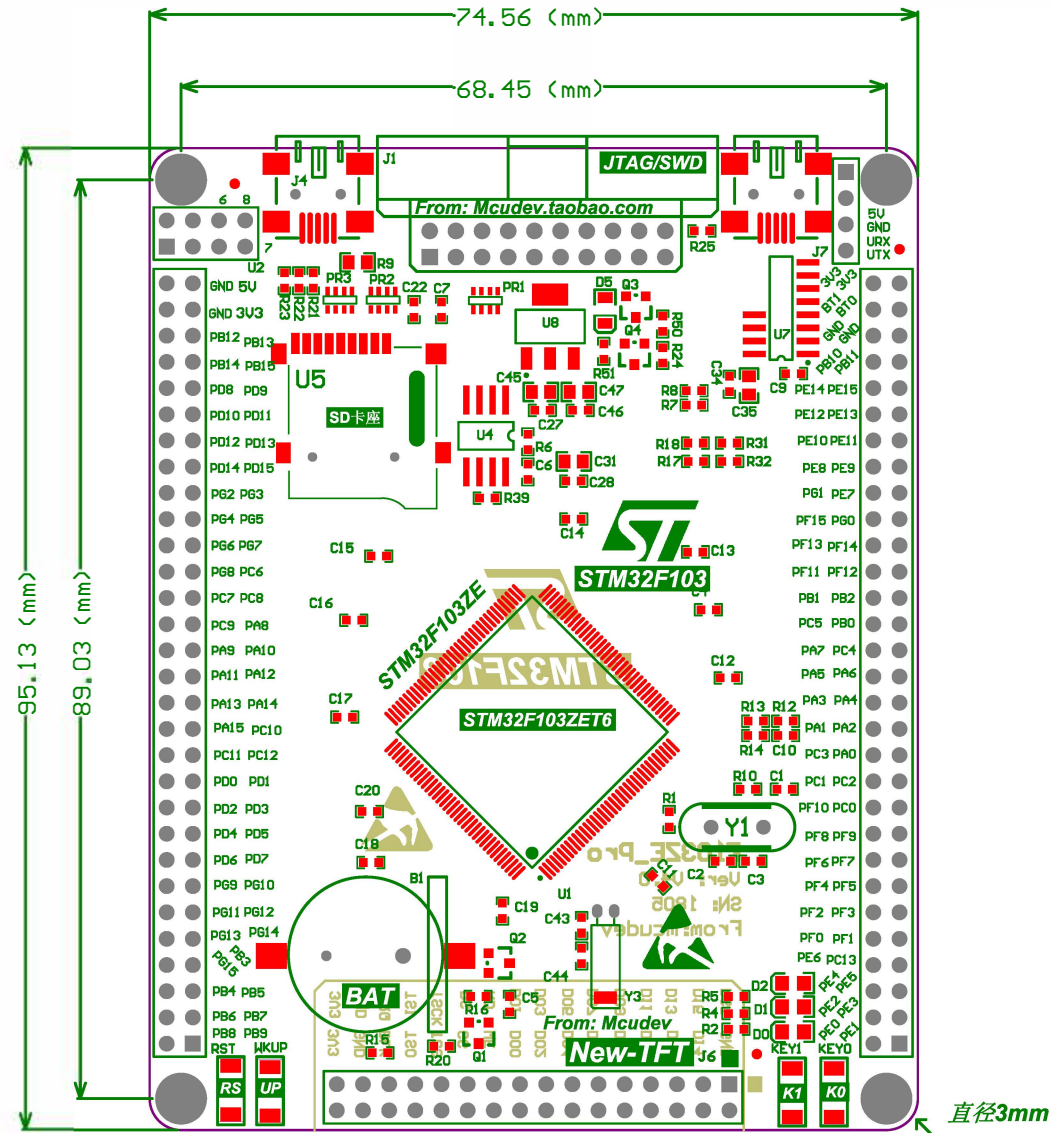 74.56 (mm)
68.45 (mm)
95.13 (mm)
89.03 (mm)
J1
J4
JTAG/SWD
From: Mcudev.taobao.com
6 8
7
U2
5V
GND
URX
UTX
J7
R25
R23
R22
R21
R9
PR3
PR2
C22
C7
PR1
D5
Q3
U8
Q4
R50
R24
R51
U7
C9
C34
C35
3V3 3V3
BT1 BT0
GND GND
PB10 PB11
GND 5V
GND 3V3
PB12 PB13
PB14 PB15
PD8 PD9
PD10 PD11
PD12 PD13
PD14 PD15
PG2 PG3
PG4 PG5
PG6 PG7
PG8 PC6
PC7 PC8
PC9 PA8
PA9 PA10
PA11 PA12
PA13 PA14
PA15 PC10
PC11 PC12
PD0 PD1
PD2 PD3
PD4 PD5
PD6 PD7
PG9 PG10
PG11 PG12
PG13 PG14
PG15 PB3
PB4 PB5
PB6 PB7
PB8 PB9
PE14 PE15
PE12 PE13
PE10 PE11
PE8 PE9
PG1 PE7
PF15 PG0
PF13 PF14
PF11 PF12
PB1 PB2
PC5 PB0
PA7 PC4
PA5 PA6
PA3 PA4
PA1 PA2
PC3 PA0
PC1 PC2
PF10 PC0
PF8 PF9
PF6 PF7
PF4 PF5
PF2 PF3
PF0 PF1
PE6 PC13
PE4 PE5
PE2 PE3
PE0 PE1
U5
SD卡座
C45
C47
C46
C27
U4
R6
C6
C31
C28
R39
C14
R8
R7
R18
R31
R17
R32
C13
C15
C16
C17
C12
ST
STM32F103
STM32F103ZE
STM32F103ZET6
R13 R12
R14 C10
R10 C1
R1
Y1
C2
C3
C20
C18
B1
U1
C19
C43
C44
Q2
BAT
R16
C5
Q1
R15
R20
Y3
F103ZE_Pro
SN: 1805
From:mcudev
From: Mcudev
New-TFT
J6
R5
R4
R2
D2
D1
D0
RST
WKUP
RS
UP
KEY1
KEY0
K1
K0
直径3mm